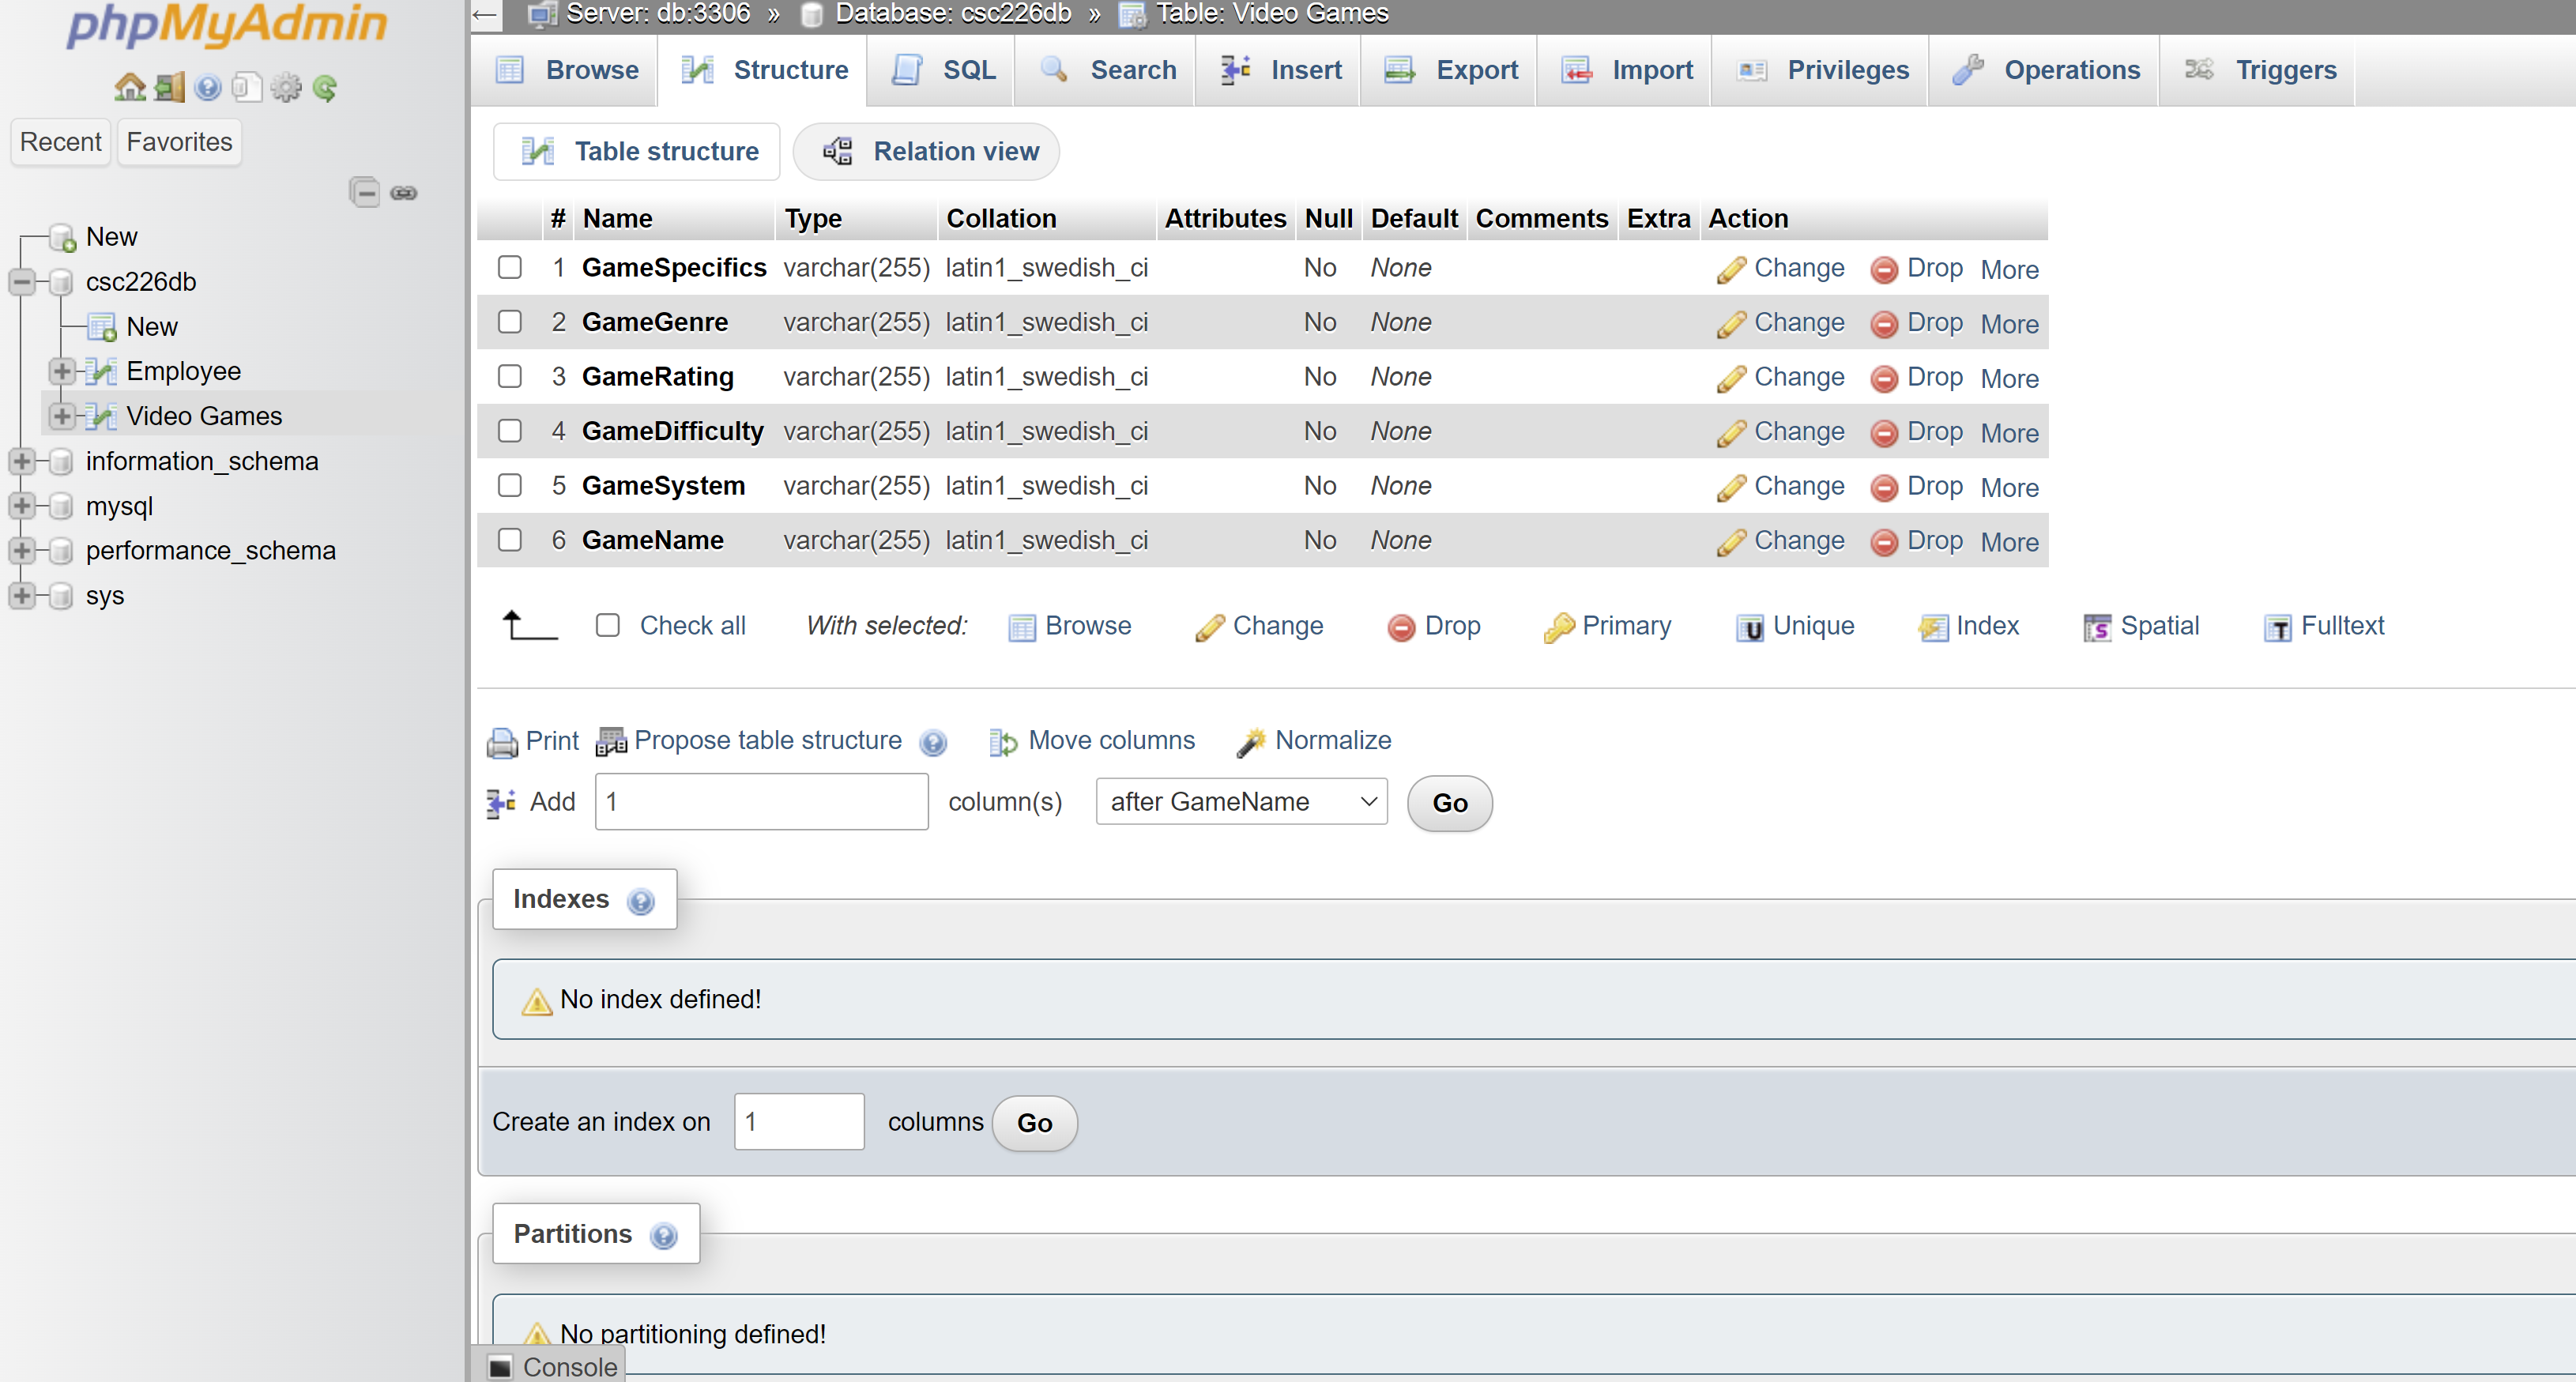 phpMyAdmin
Recent Favorites
New
csc226db
New
Employee
Video Games
information_schema
mysql
performance_schema
sys
← Server: db:3306 » Database: csc226db » Table: Video Games
Browse Structure SQL Search Insert Export Import Privileges Operations Triggers
Table structure Relation view
# Name Type Collation Attributes Null Default Comments Extra Action
1 GameSpecifics varchar(255) latin1_swedish_ci No None Change Drop More
2 GameGenre varchar(255) latin1_swedish_ci No None Change Drop More
3 GameRating varchar(255) latin1_swedish_ci No None Change Drop More
4 GameDifficulty varchar(255) latin1_swedish_ci No None Change Drop More
5 GameSystem varchar(255) latin1_swedish_ci No None Change Drop More
6 GameName varchar(255) latin1_swedish_ci No None Change Drop More
Check all With selected: Browse Change Drop Primary Unique Index Spatial Fulltext
Print Propose table structure Move columns Normalize
Add 1 column(s) after GameName Go
Indexes
No index defined!
Create an index on 1 columns Go
Partitions
No partitioning defined!
Console